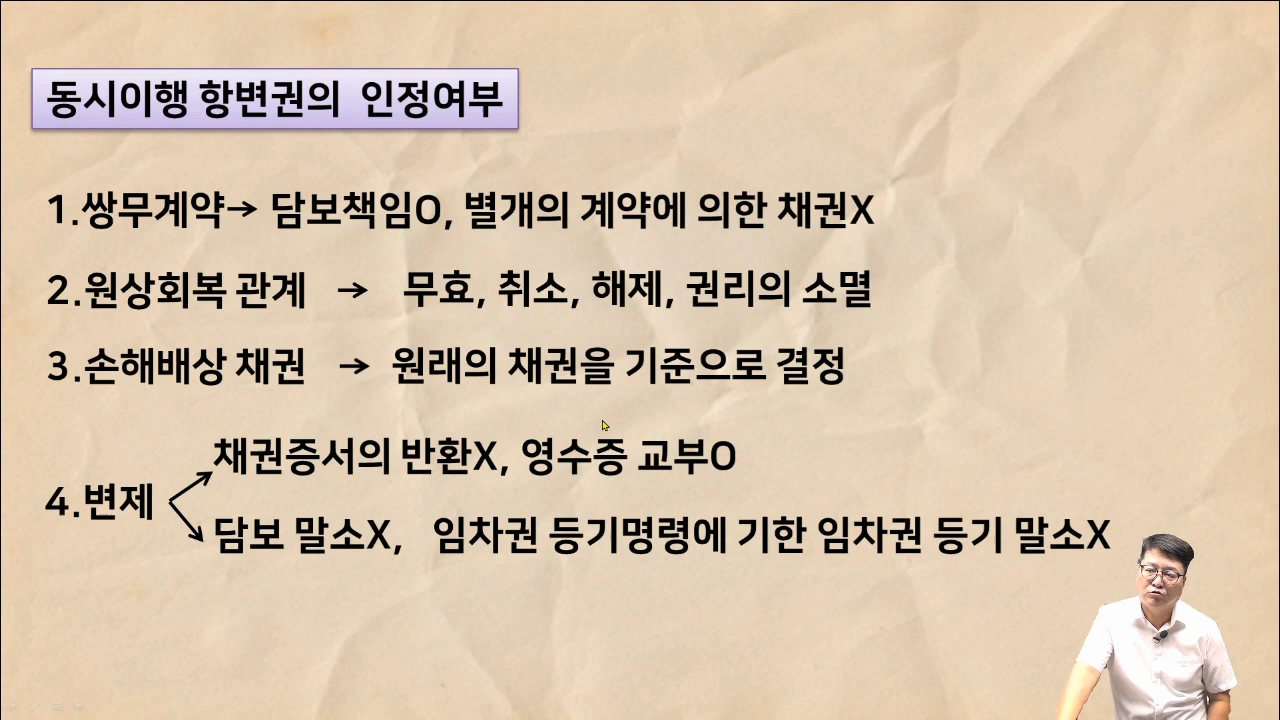 동시이행 항변권의 인정여부
1.쌍무계약→ 담보책임O, 별개의 계약에 의한 채권X
2.원상회복 관계 → 무효, 취소, 해제, 권리의 소멸
3.손해배상 채권 → 원래의 채권을 기준으로 결정
채권증서의 반환X, 영수증 교부O
4.변제
담보 말소X, 임차권 등기명령에 기한 임차권 등기 말소X